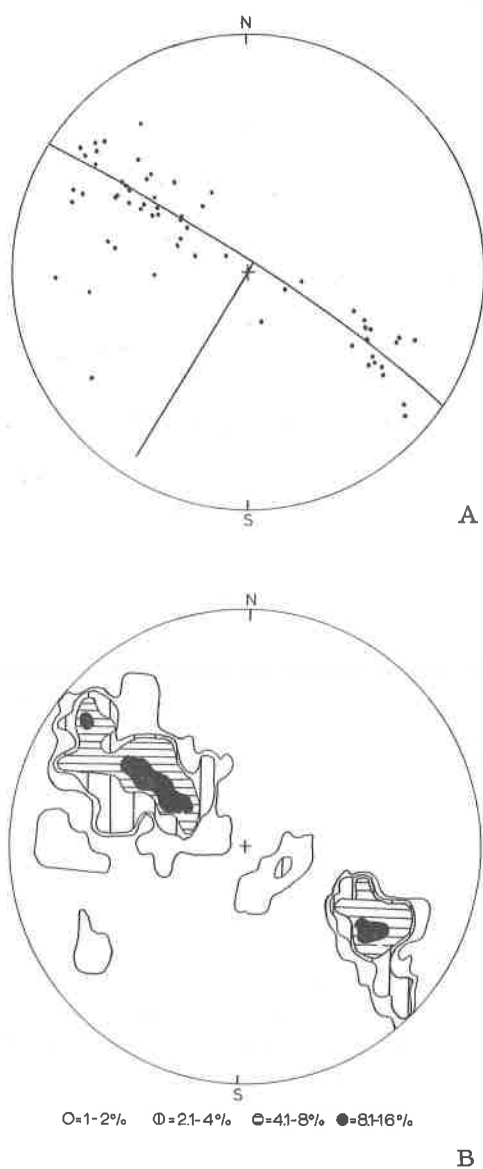 N
S
A
N
S
O=1-2% ⦶=2.1-4% ⊖=4.1-8% ●=8.1-16%
B